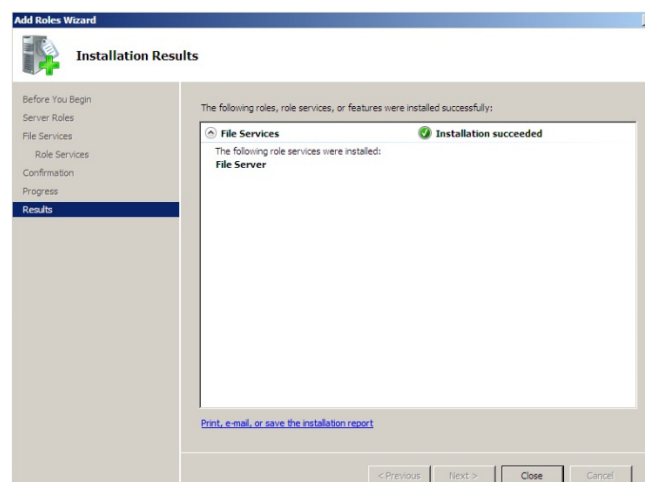 Add Roles Wizard
Installation Results
Before You Begin
Server Roles
File Services
Role Services
Confirmation
Progress
Results
The following roles, role services, or features were installed successfully:
File Services
Installation succeeded
The following role services were installed:
File Server
Print, e-mail, or save the installation report
< Previous
Next >
Close
Cancel